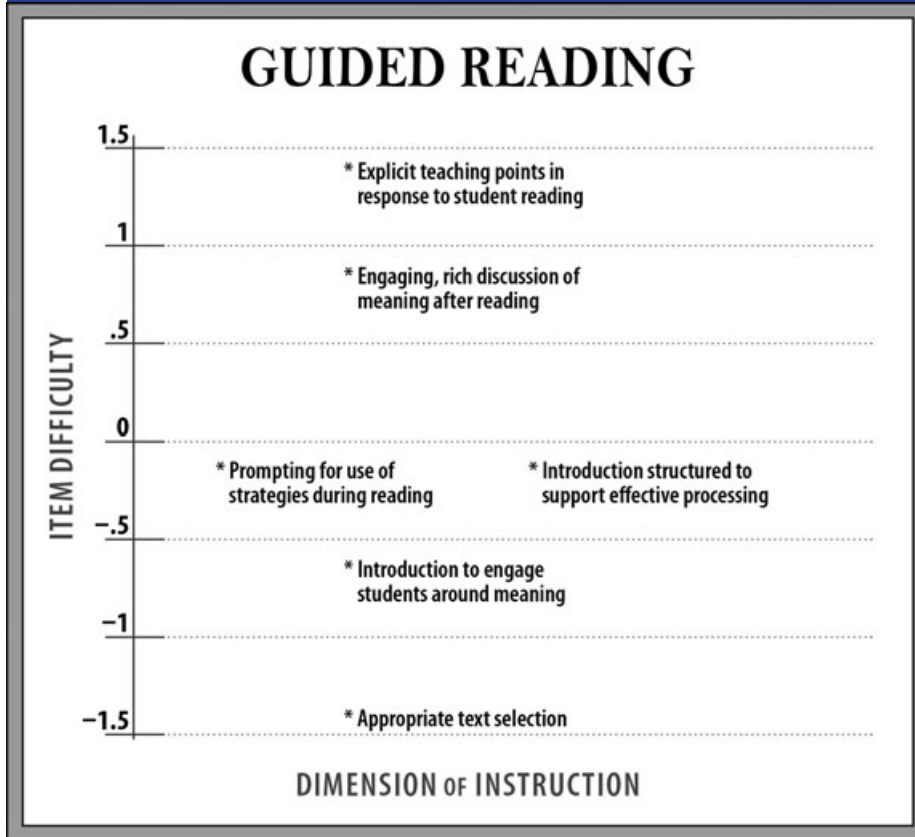 GUIDED READING
1.5
* Explicit teaching points in
response to student reading
1
* Engaging, rich discussion of
meaning after reading
.5
ITEM DIFFICULTY
0
* Prompting for use of
strategies during reading
* Introduction structured to
support effective processing
−.5
* Introduction to engage
students around meaning
−1
−1.5
* Appropriate text selection
DIMENSION OF INSTRUCTION